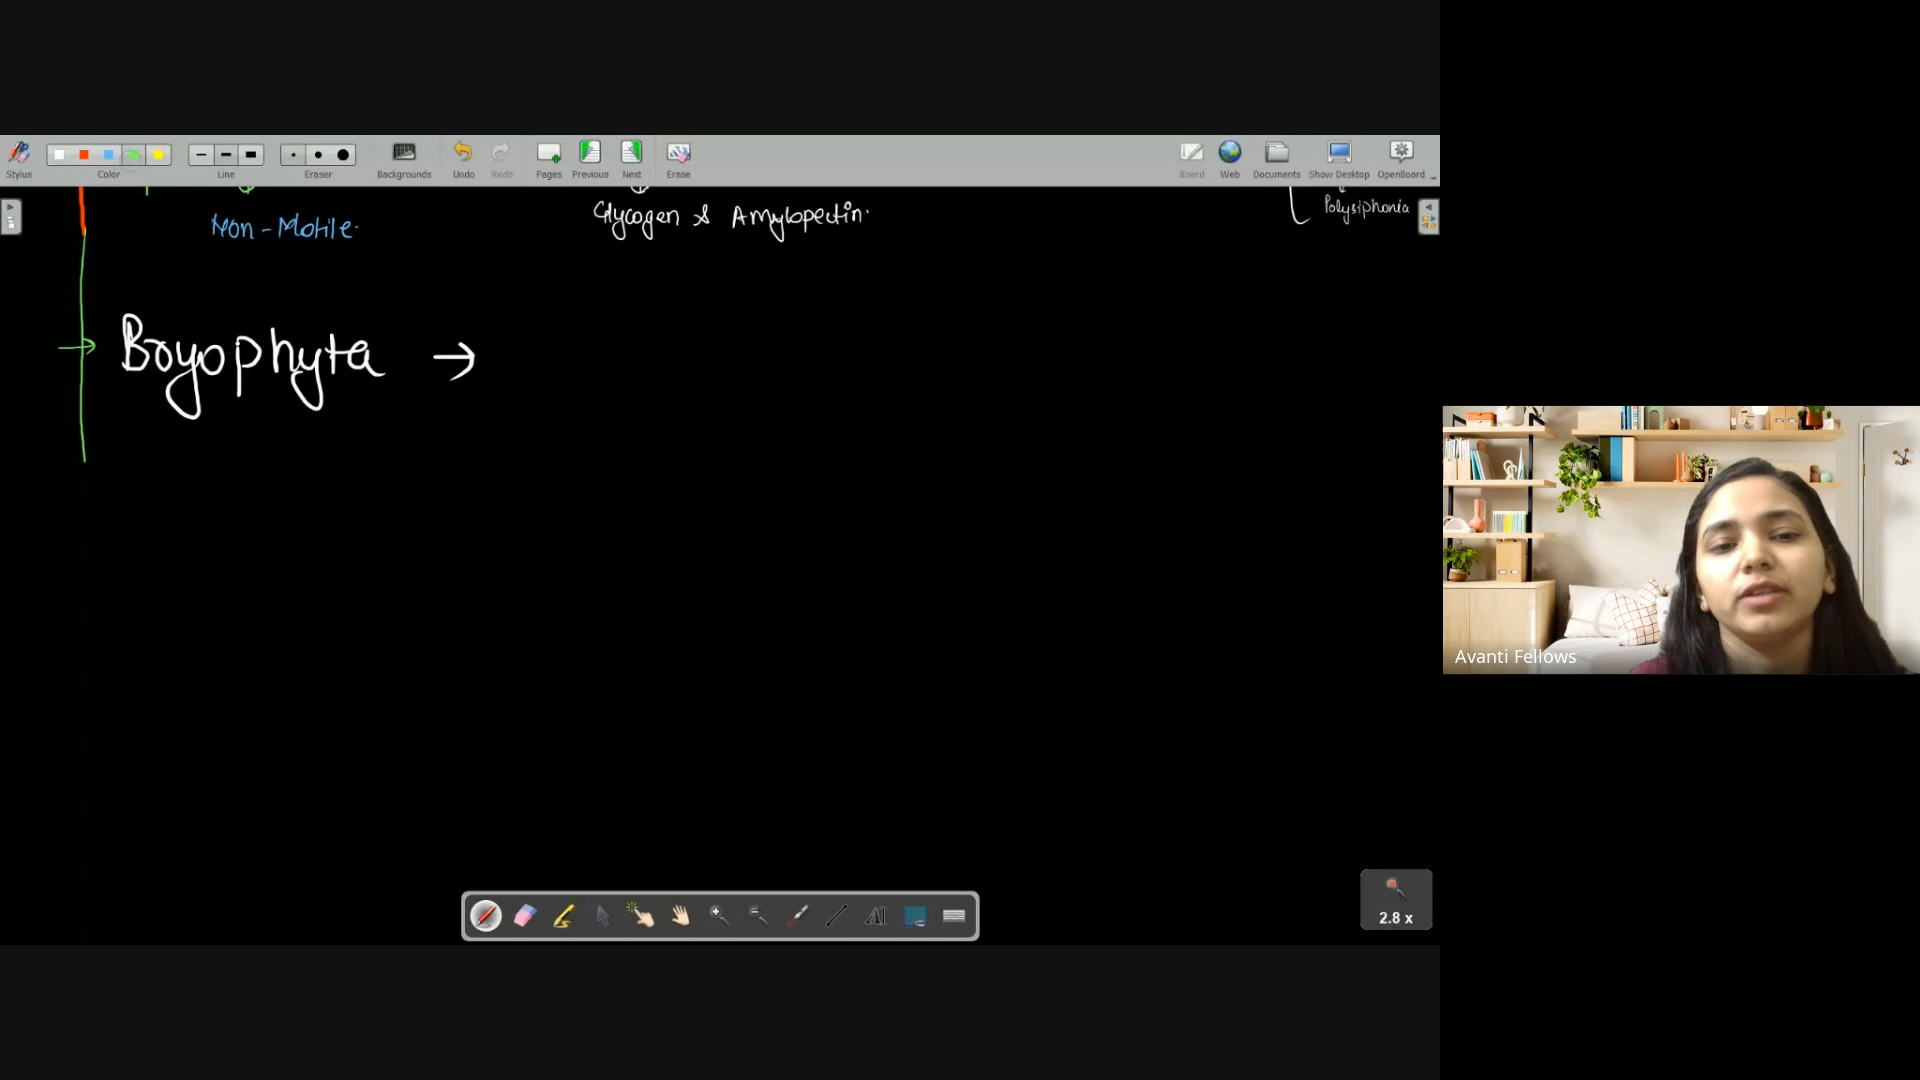 Stylus Color Line Eraser Backgrounds Undo Redo Pages Previous Next Erase Board Web Documents Show Desktop OpenBoard
Polysiphonia
Non-Motile.
Glycogen & Amylopectin.
→ Boyophyta →
Avanti Fellows
AI
2.8 x